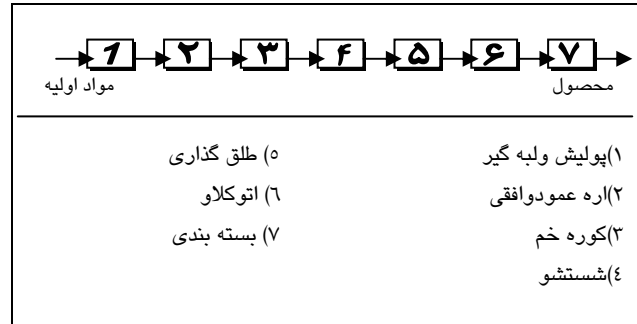 1 ۲ ۳ ۴ ۵ ۶ ۷
مواد اولیه
محصول
۱)پولیش ولبه گیر
۲)اره عمودوافقی
۳)کوره خم
٤)شستشو
٥) طلق گذاری
٦) اتوکلاو
۷) بسته بندی